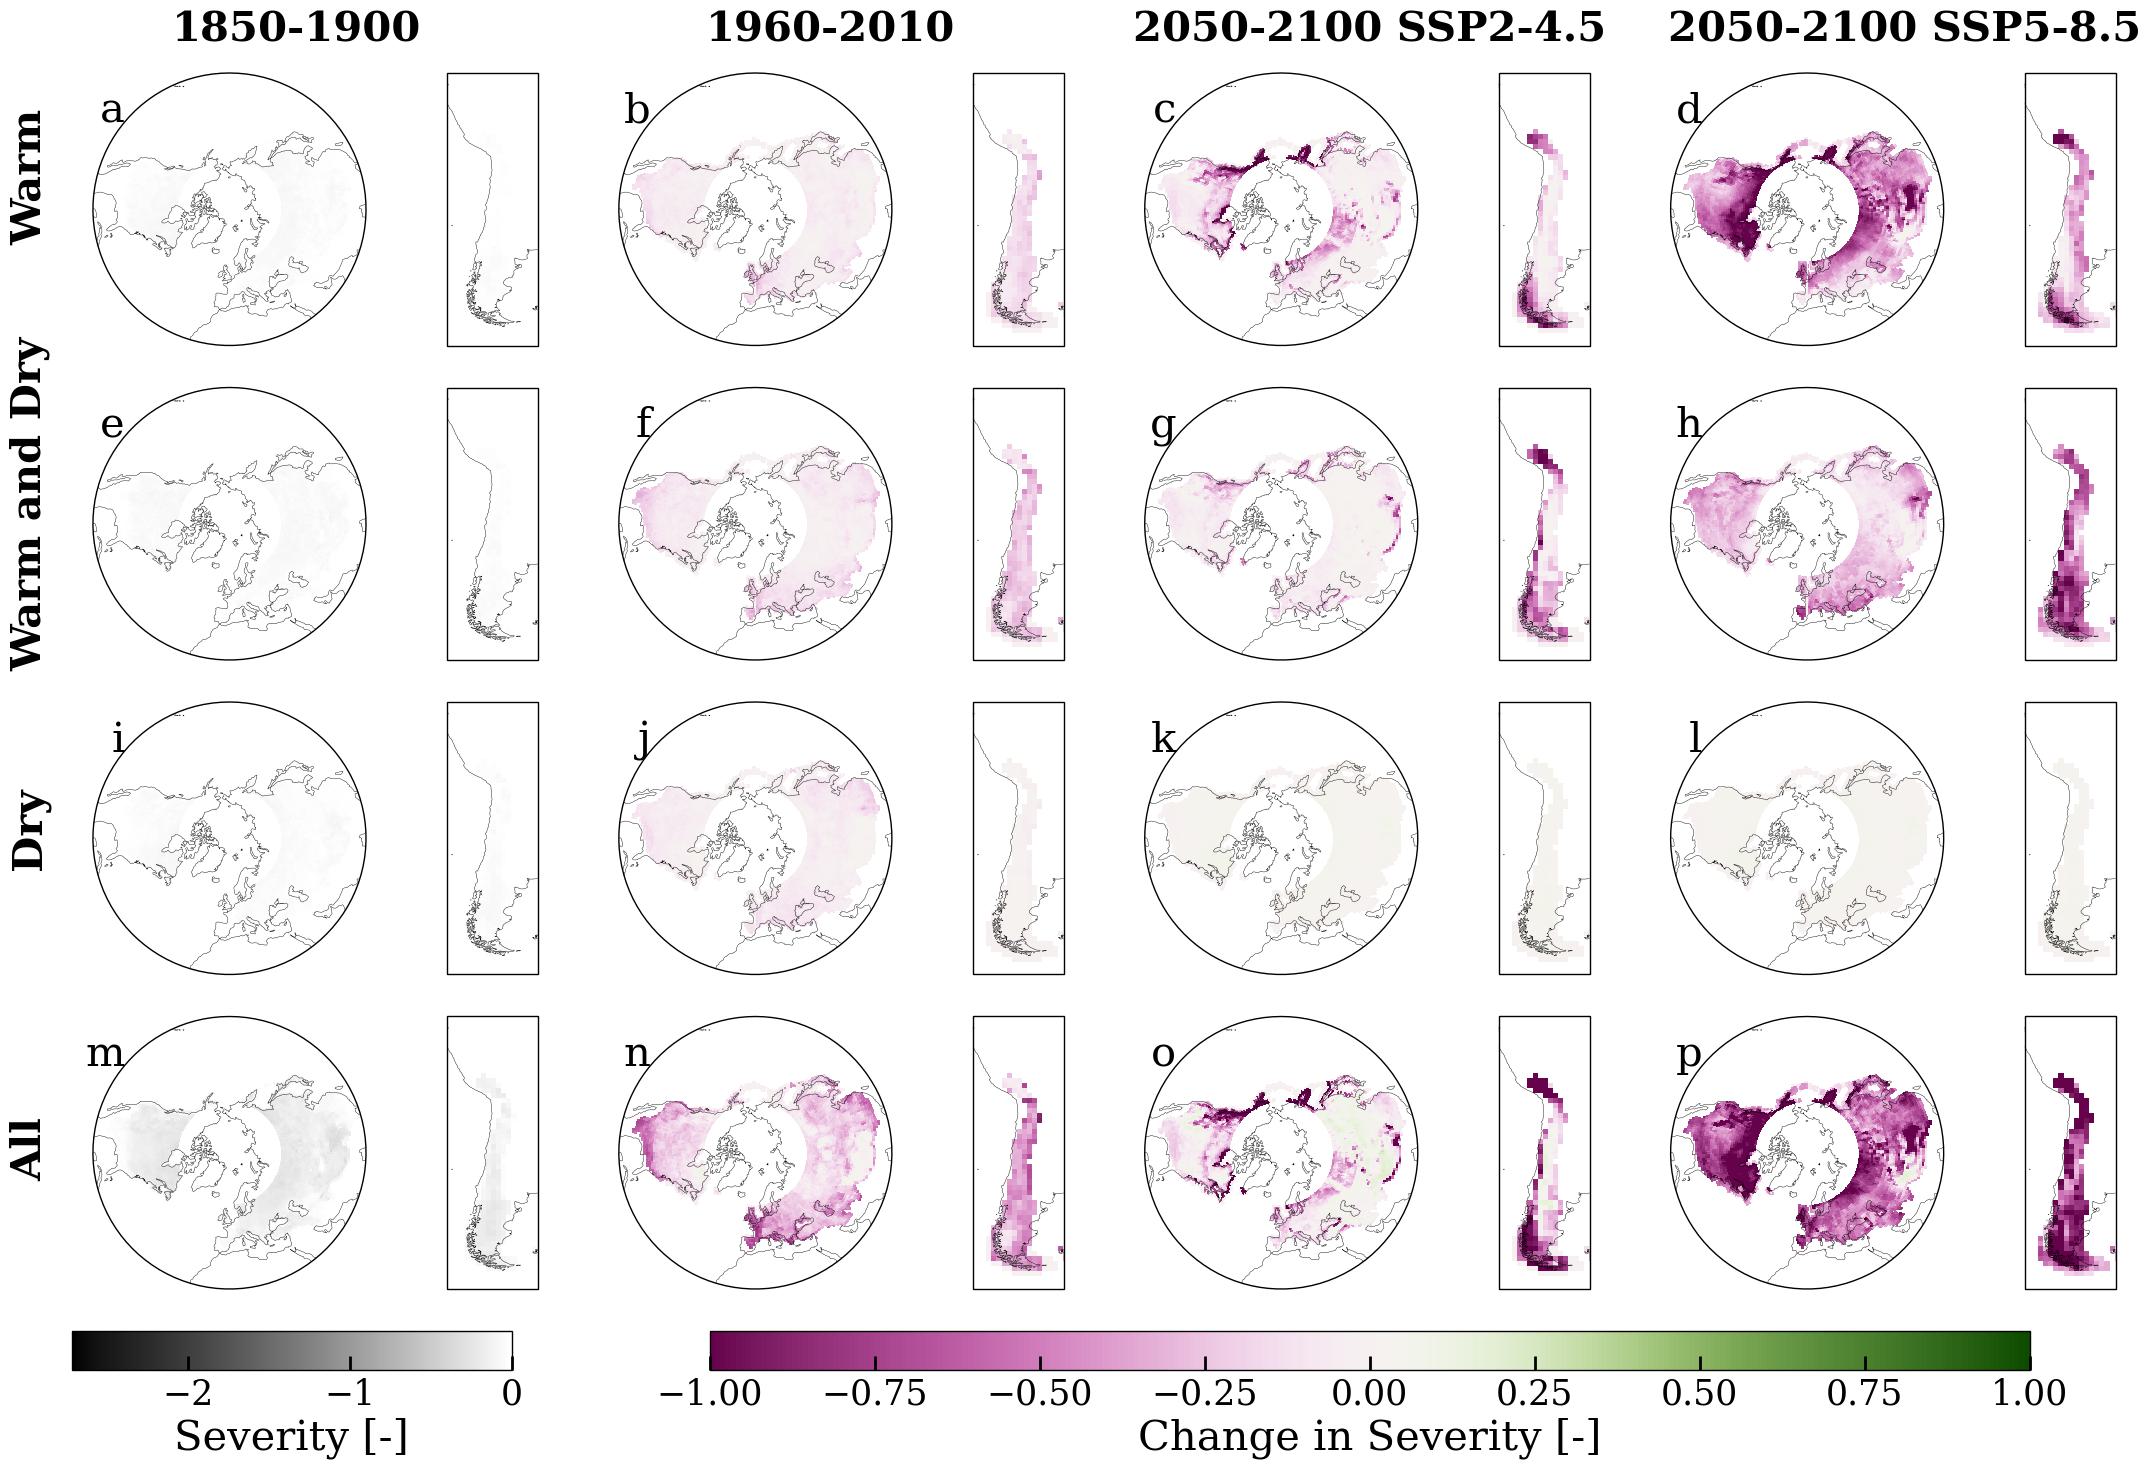 1850-1900 1960-2010 2050-2100 SSP2-4.5 2050-2100 SSP5-8.5
Warm
a b c d
Warm and Dry
e f g h
Dry
i j k l
All
m n o p
−2 −1 0
Severity [-]
−1.00 −0.75 −0.50 −0.25 0.00 0.25 0.50 0.75 1.00
Change in Severity [-]